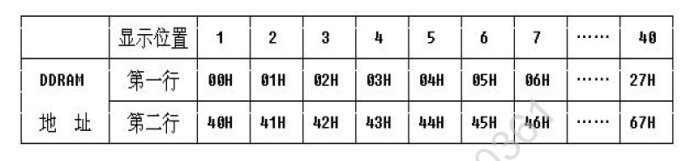 显示位置 1 2 3 4 5 6 7 …… 40
DDRAM 第一行 00H 01H 02H 03H 04H 05H 06H …… 27H
地 址 第二行 40H 41H 42H 43H 44H 45H 46H …… 67H
0361